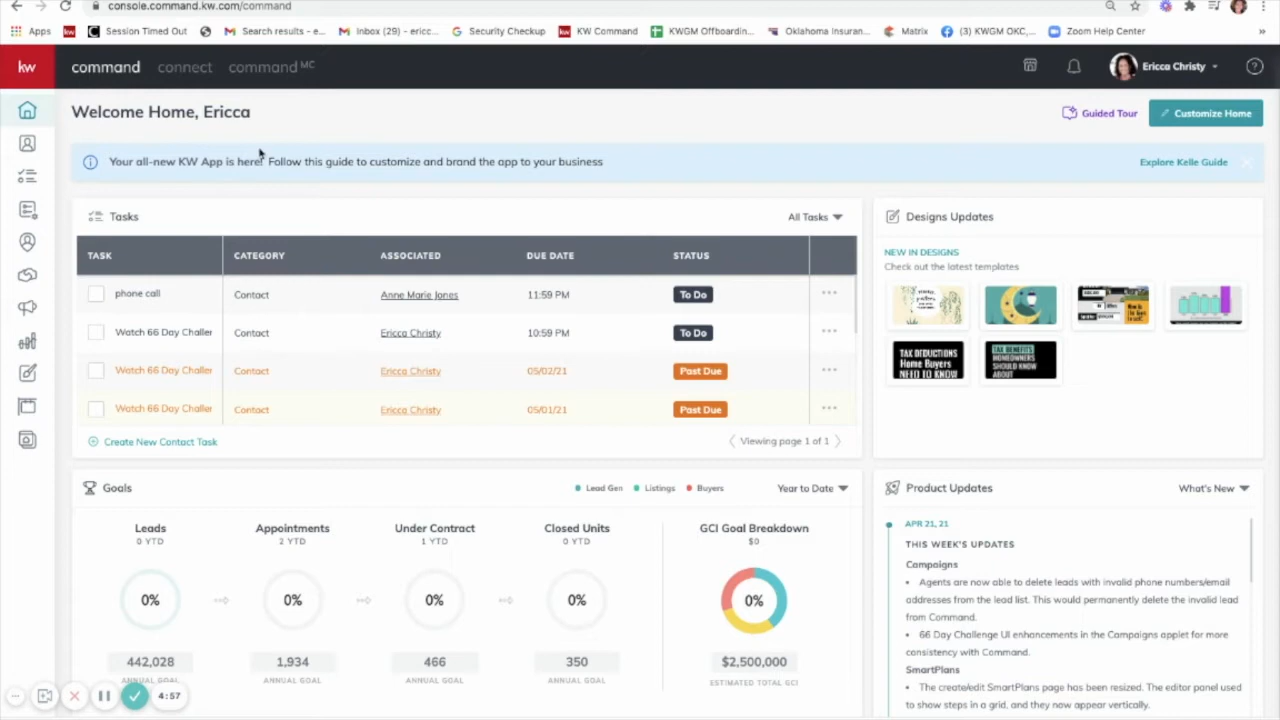 console.command.kw.com/command
Apps
Session Timed Out
Search results - e...
Inbox (29) - ericc...
Security Checkup
KW Command
KWGM Offboardin...
Oklahoma Insuran...
Matrix
(3) KWGM OKC,...
Zoom Help Center
kw
command
connect
command MC
Ericca Christy
Welcome Home, Ericca
Guided Tour
Customize Home
Your all-new KW App is here! Follow this guide to customize and brand the app to your business
Explore Kelle Guide
Tasks
All Tasks
TASK
CATEGORY
ASSOCIATED
DUE DATE
STATUS
phone call
Contact
Anne Marie Jones
11:59 PM
To Do
Watch 66 Day Challer
Contact
Ericca Christy
10:59 PM
To Do
Watch 66 Day Challer
Contact
Ericca Christy
05/02/21
Past Due
Watch 66 Day Challer
Contact
Ericca Christy
05/01/21
Past Due
Create New Contact Task
Viewing page 1 of 1
Designs Updates
NEW IN DESIGNS
Check out the latest templates
TAX DEDUCTIONS
Home Buyers
NEED TO KNOW
TAX BENEFITS
HOMEOWNERS
SHOULD KNOW
ABOUT
Goals
Lead Gen
Listings
Buyers
Year to Date
Leads
0 YTD
0%
442,028
ANNUAL GOAL
Appointments
2 YTD
0%
1,934
ANNUAL GOAL
Under Contract
1 YTD
0%
466
ANNUAL GOAL
Closed Units
0 YTD
0%
350
ANNUAL GOAL
GCI Goal Breakdown
$0
0%
$2,500,000
ESTIMATED TOTAL GCI
Product Updates
What's New
APR 21, 21
THIS WEEK'S UPDATES
Campaigns
• Agents are now able to delete leads with invalid phone numbers/email
addresses from the lead list. This would permanently delete the invalid lead
from Command.
• 66 Day Challenge UI enhancements in the Campaigns applet for more
consistency with Command.
SmartPlans
• The create/edit SmartPlans page has been resized. The editor panel used
to show steps in a grid, and they now appear vertically.
4:57